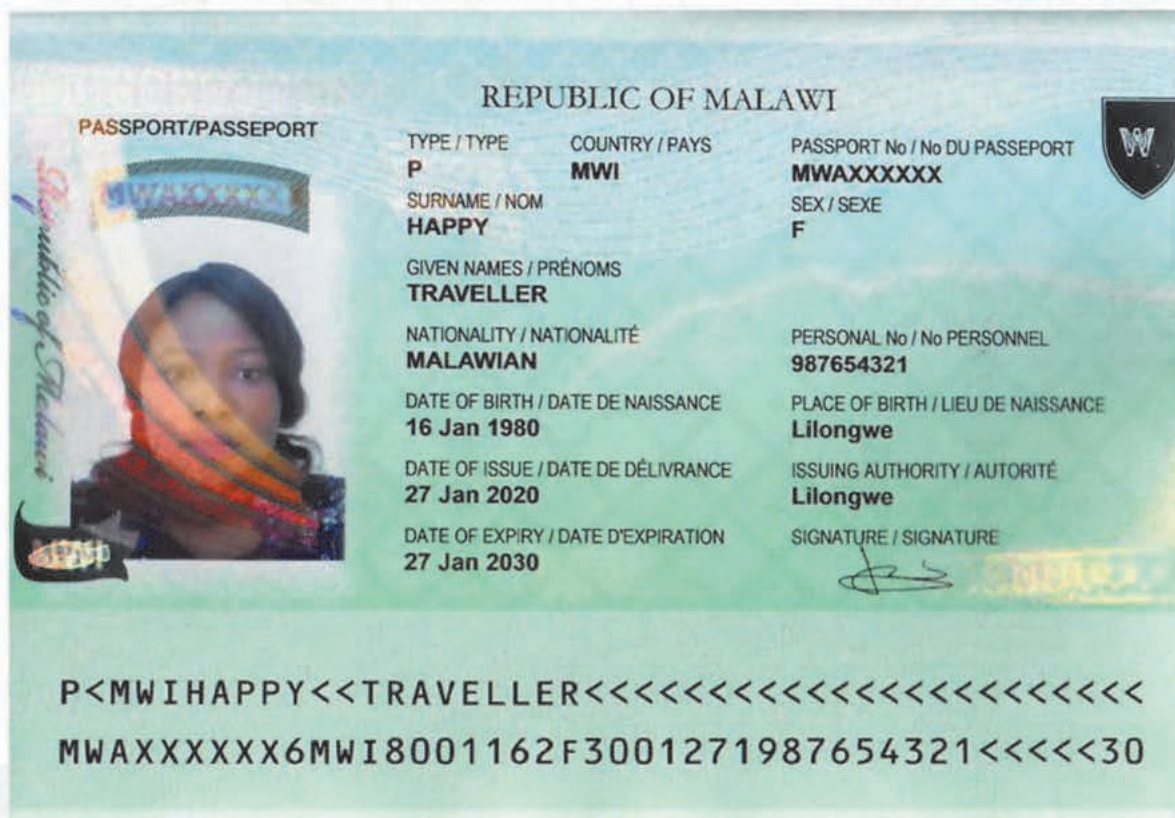 REPUBLIC OF MALAWI
PASSPORT/PASSEPORT
TYPE / TYPE COUNTRY / PAYS PASSPORT No / No DU PASSEPORT
P MWI MWAXXXXXX
SURNAME / NOM SEX / SEXE
HAPPY F
GIVEN NAMES / PRÉNOMS
TRAVELLER
NATIONALITY / NATIONALITÉ PERSONAL No / No PERSONNEL
MALAWIAN 987654321
DATE OF BIRTH / DATE DE NAISSANCE PLACE OF BIRTH / LIEU DE NAISSANCE
16 Jan 1980 Lilongwe
DATE OF ISSUE / DATE DE DÉLIVRANCE ISSUING AUTHORITY / AUTORITÉ
27 Jan 2020 Lilongwe
DATE OF EXPIRY / DATE D'EXPIRATION SIGNATURE / SIGNATURE
27 Jan 2030
Republic of Malawi
W
P<MWIHAPPY<<TRAVELLER<<<<<<<<<<<<<<<<<<<<<<<
MWAXXXXXX6MWI8001162F3001271987654321<<<<<30